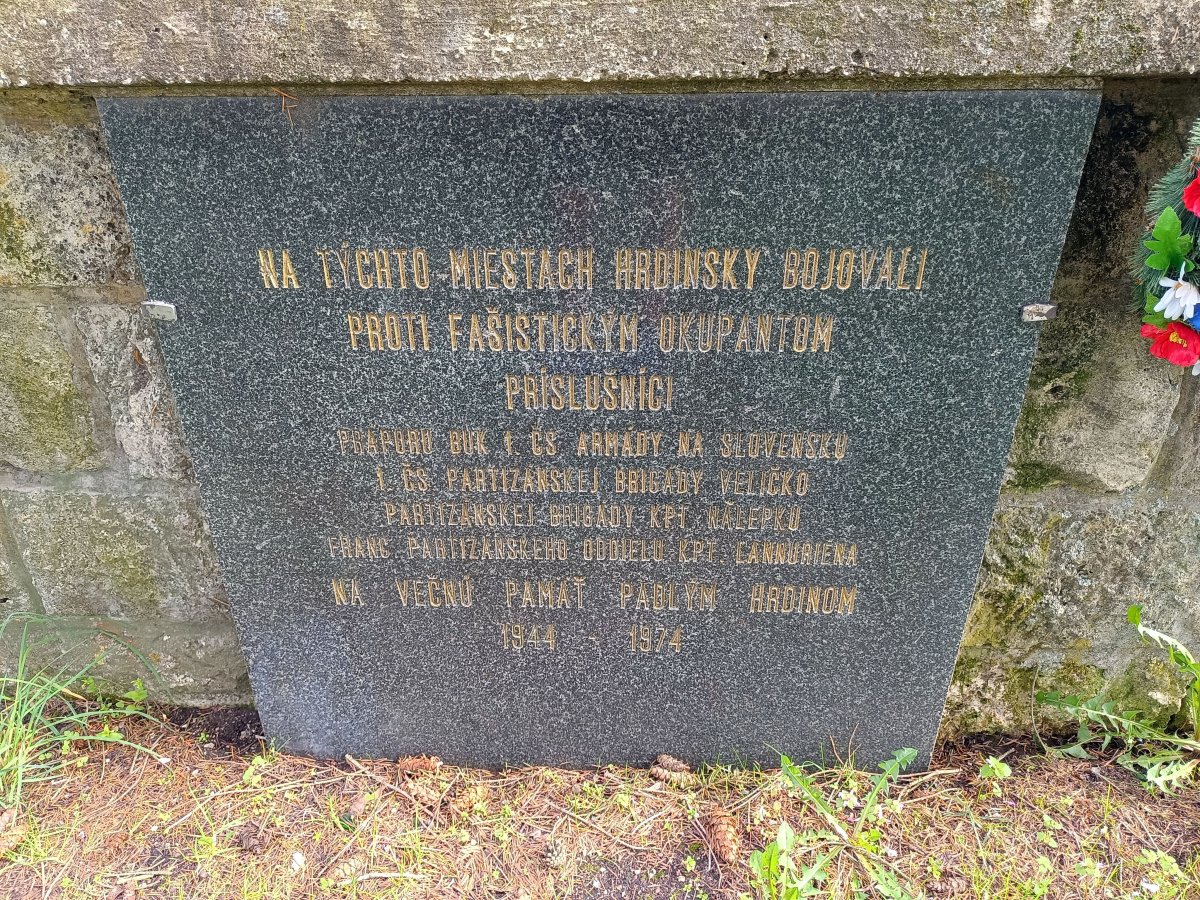 NA TÝCHTO MIESTACH HRDINSKY BOJOVALI
PROTI FAŠISTICKÝM OKUPANTOM
PRÍSLUŠNÍCI
PRÁPORU BUK 1. ČS ARMÁDY NA SLOVENSKU
1. ČS. PARTIZÁNSKEJ BRIGÁDY VELIČKO
PARTIZÁNSKEJ BRIGÁDY KPT. NÁLEPKU
FRANC. PARTIZÁNSKEHO ODDIELU KPT. LANNURIENA
NA VEČNÚ PAMÄŤ PADLÝM HRDINOM
1944 - 1974